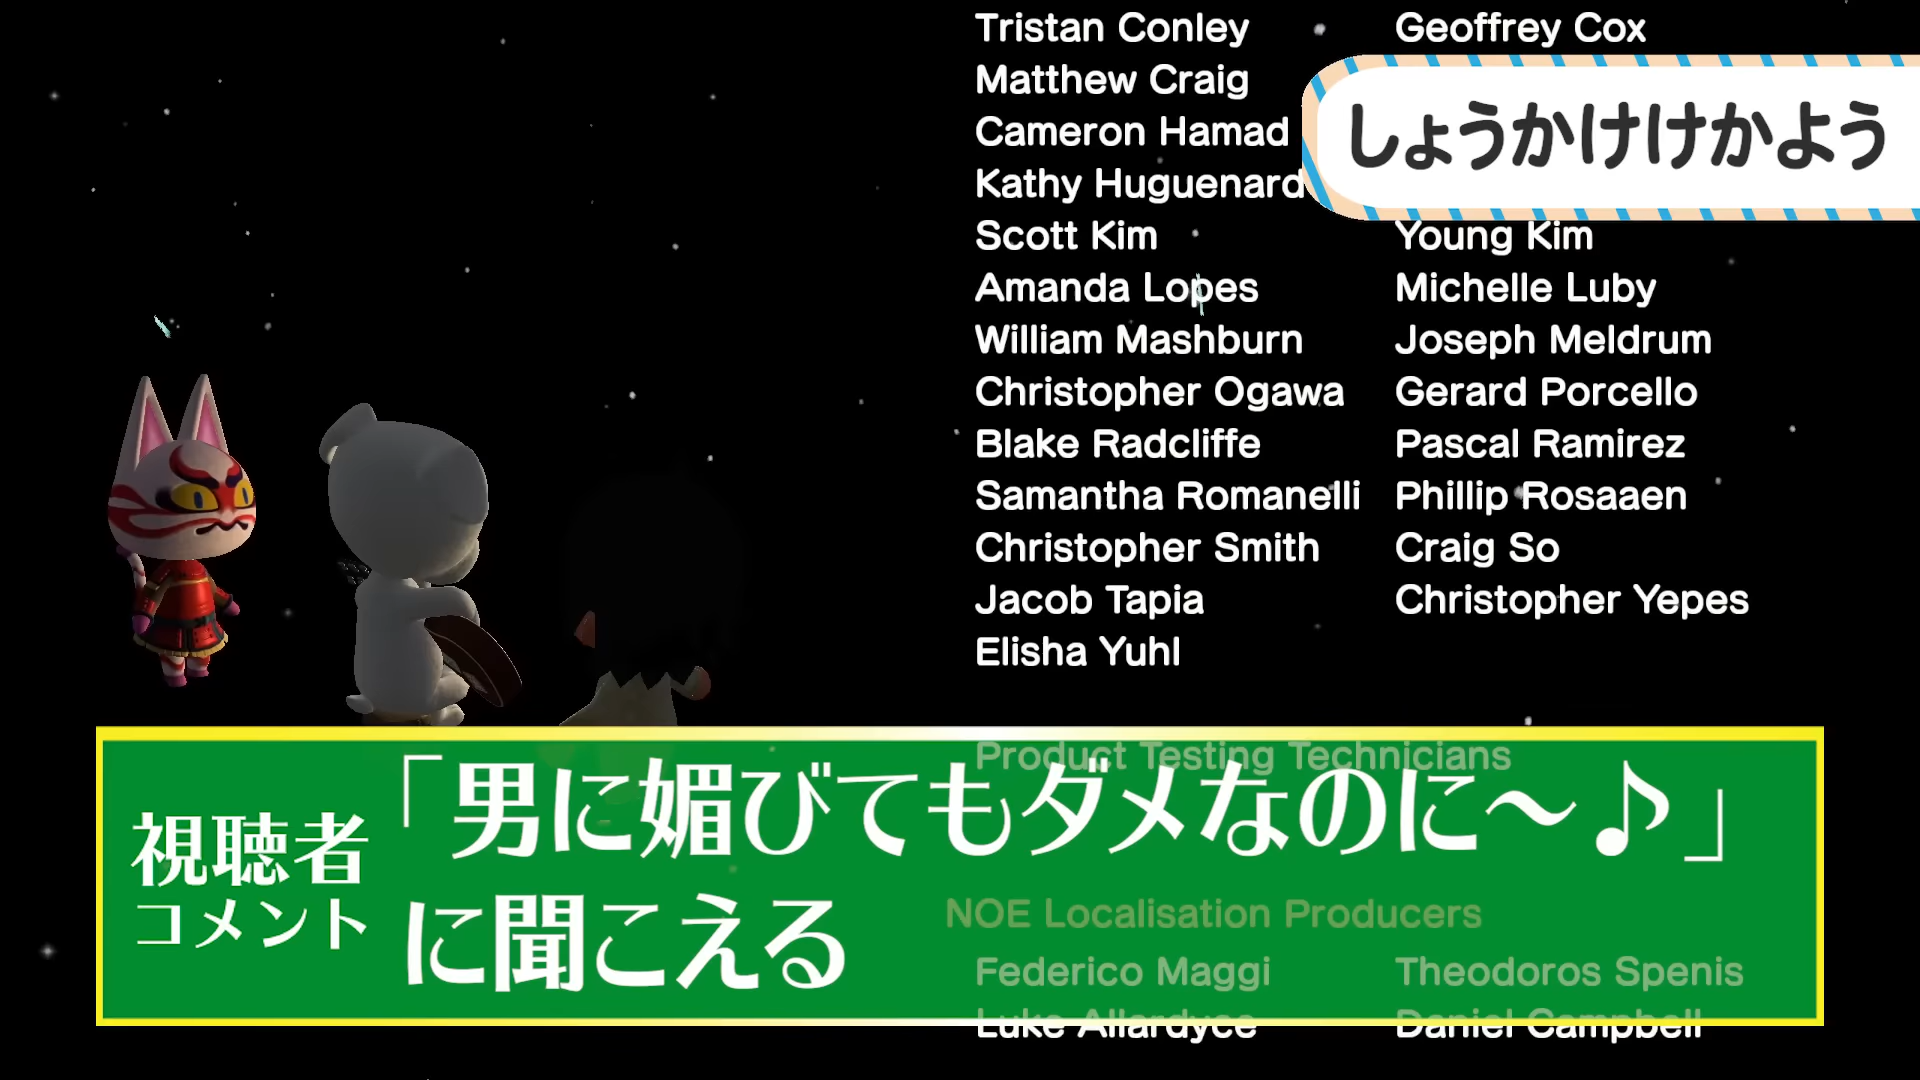 Tristan Conley
Geoffrey Cox
Matthew Craig
Cameron Hamad
Kathy Huguenard
しょうかけけかよう
Scott Kim
Young Kim
Amanda Lopes
Michelle Luby
William Mashburn
Joseph Meldrum
Christopher Ogawa
Gerard Porcello
Blake Radcliffe
Pascal Ramirez
Samantha Romanelli
Phillip Rosaaen
Christopher Smith
Craig So
Jacob Tapia
Christopher Yepes
Elisha Yuhl
Product Testing Technicians
視聴者
コメント
「男に媚びてもダメなのに〜♪」
に聞こえる
NOE Localisation Producers
Federico Maggi
Theodoros Spenis
Luke Allardyce
Daniel Campbell